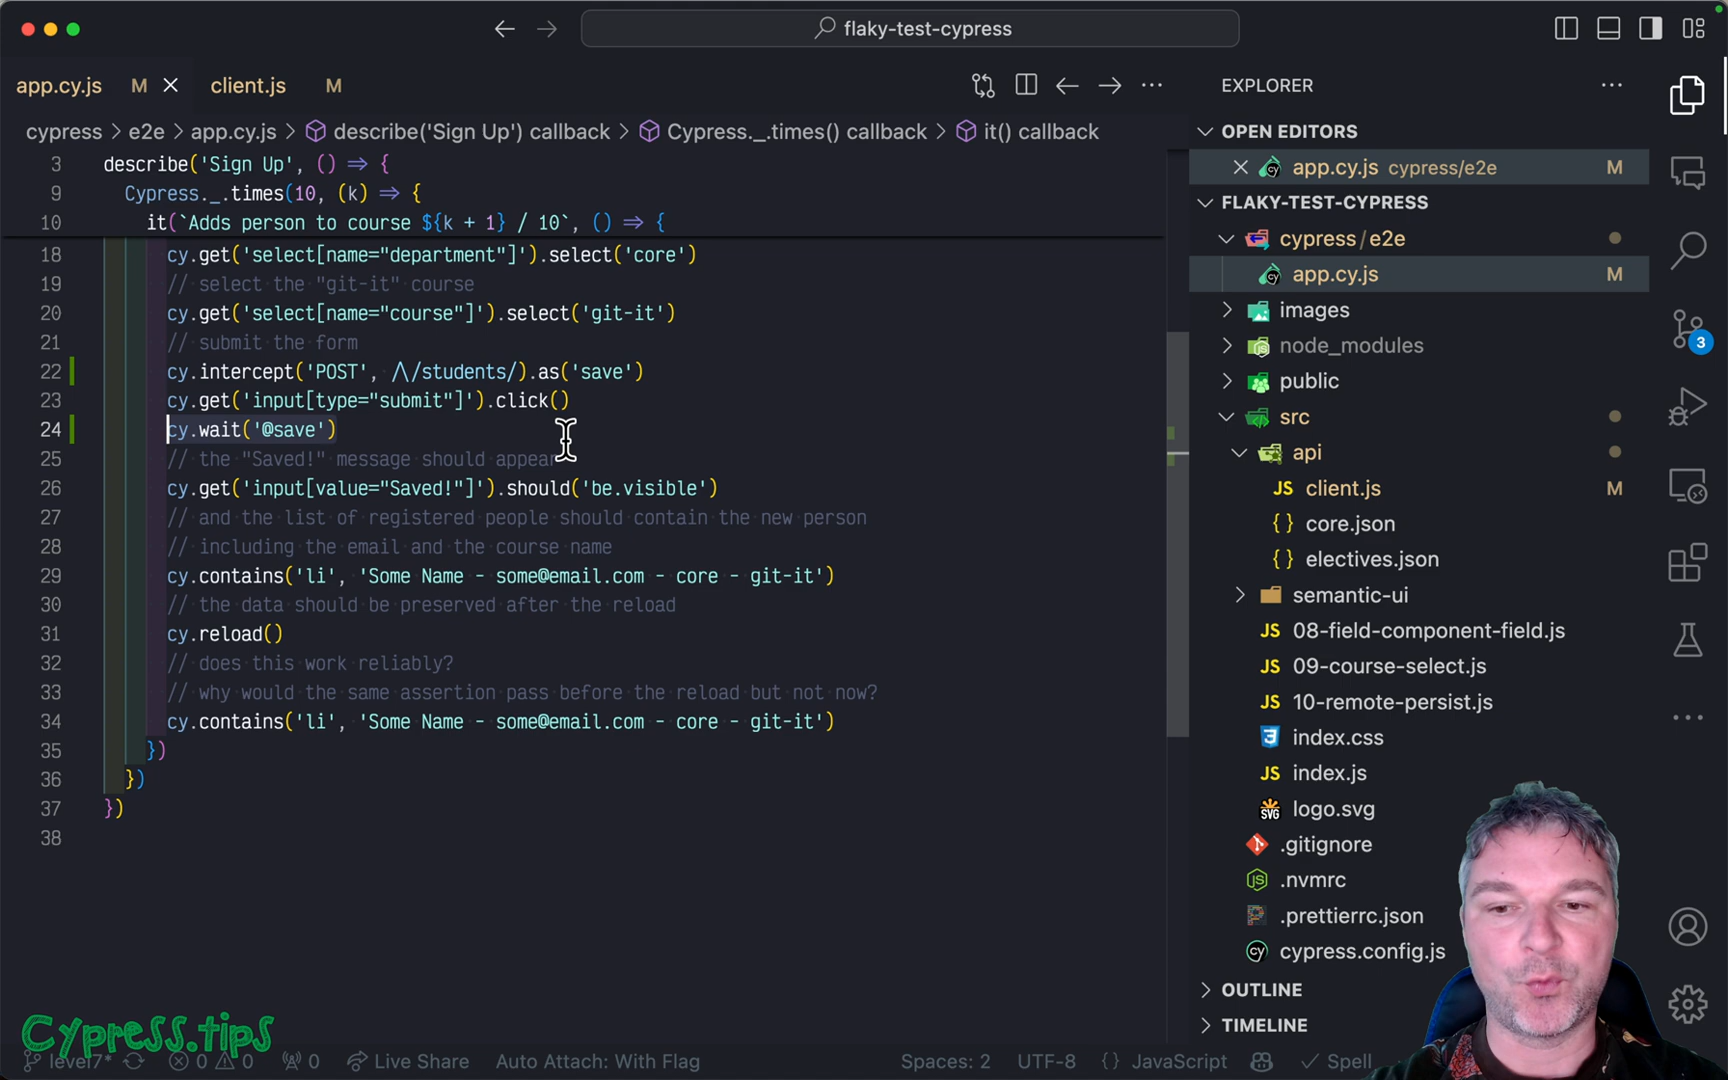 flaky-test-cypress
app.cy.js M
client.js M
cypress > e2e > app.cy.js > describe('Sign Up') callback > Cypress._.times() callback > it() callback
3 describe('Sign Up', () => {
9 Cypress._.times(10, (k) => {
10 it(`Adds person to course ${k + 1} / 10`, () => {
18 cy.get('select[name="department"]').select('core')
19 // select the "git-it" course
20 cy.get('select[name="course"]').select('git-it')
21 // submit the form
22 cy.intercept('POST', /\/students/).as('save')
23 cy.get('input[type="submit"]').click()
24 cy.wait('@save')
25 // the "Saved!" message should appear
26 cy.get('input[value="Saved!"]').should('be.visible')
27 // and the list of registered people should contain the new person
28 // including the email and the course name
29 cy.contains('li', 'Some Name - some@email.com - core - git-it')
30 // the data should be preserved after the reload
31 cy.reload()
32 // does this work reliably?
33 // why would the same assertion pass before the reload but not now?
34 cy.contains('li', 'Some Name - some@email.com - core - git-it')
35 })
36 })
37 })
38
EXPLORER
OPEN EDITORS
app.cy.js cypress/e2e M
FLAKY-TEST-CYPRESS
cypress/e2e
app.cy.js M
images
node_modules
public
src
api
JS client.js M
{ } core.json
{ } electives.json
semantic-ui
JS 08-field-component-field.js
JS 09-course-select.js
JS 10-remote-persist.js
index.css
JS index.js
SVG logo.svg
.gitignore
.nvmrc
.prettierrc.json
cy cypress.config.js
OUTLINE
TIMELINE
3
Cypress.tips
level7* 0 0 0 Live Share Auto Attach: With Flag Spaces: 2 UTF-8 { } JavaScript Spell